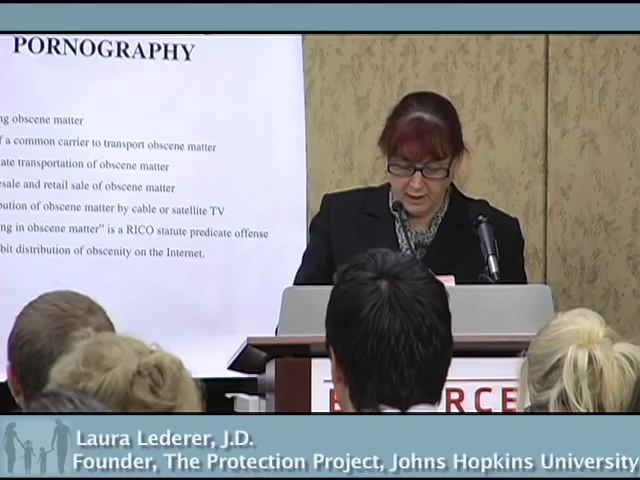 PORNOGRAPHY
ng obscene matter
f a common carrier to transport obscene matter
ate transportation of obscene matter
esale and retail sale of obscene matter
bution of obscene matter by cable or satellite TV
ng in obscene matter" is a RICO statute predicate offense
bit distribution of obscenity on the Internet.
RCE
Laura Lederer, J.D.
Founder, The Protection Project, Johns Hopkins University